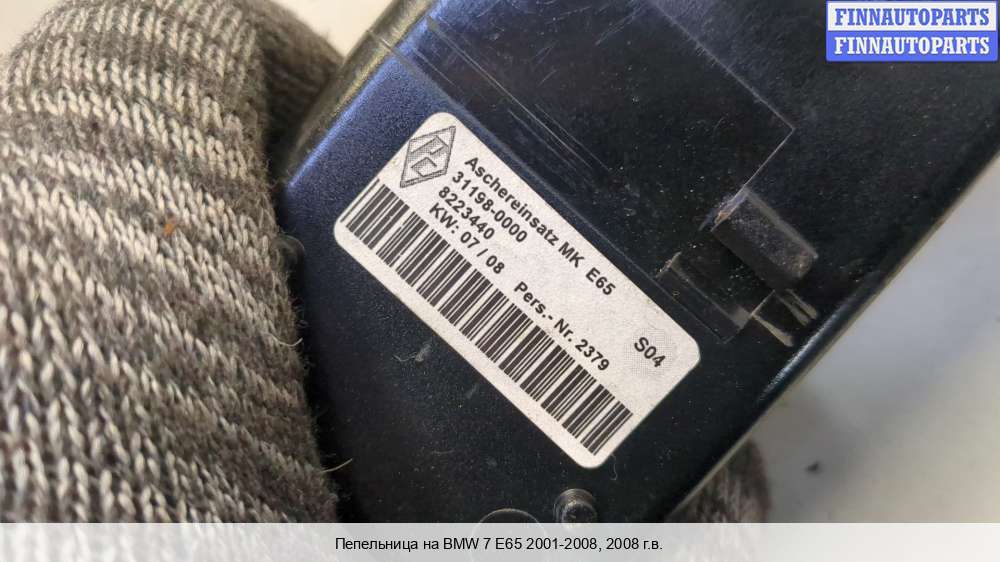 FINNAUTOPARTS
FINNAUTOPARTS
Aschereinsatz MK E65
31198-0000
8223440 S04
KW: 07 / 08 Pers.- Nr. 2379
Пепельница на BMW 7 E65 2001-2008, 2008 г.в.